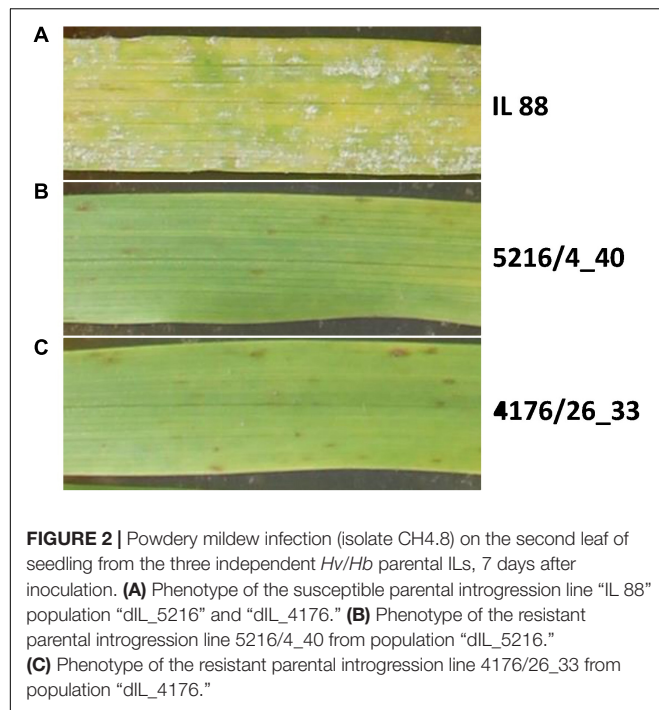 A
IL 88
B
5216/4_40
C
4176/26_33
FIGURE 2 | Powdery mildew infection (isolate CH4.8) on the second leaf of
seedling from the three independent Hv/Hb parental ILs, 7 days after
inoculation. (A) Phenotype of the susceptible parental introgression line “IL 88”
population “dIL_5216” and “dIL_4176.” (B) Phenotype of the resistant
parental introgression line 5216/4_40 from population “dIL_5216.”
(C) Phenotype of the resistant parental introgression line 4176/26_33 from
population “dIL_4176.”